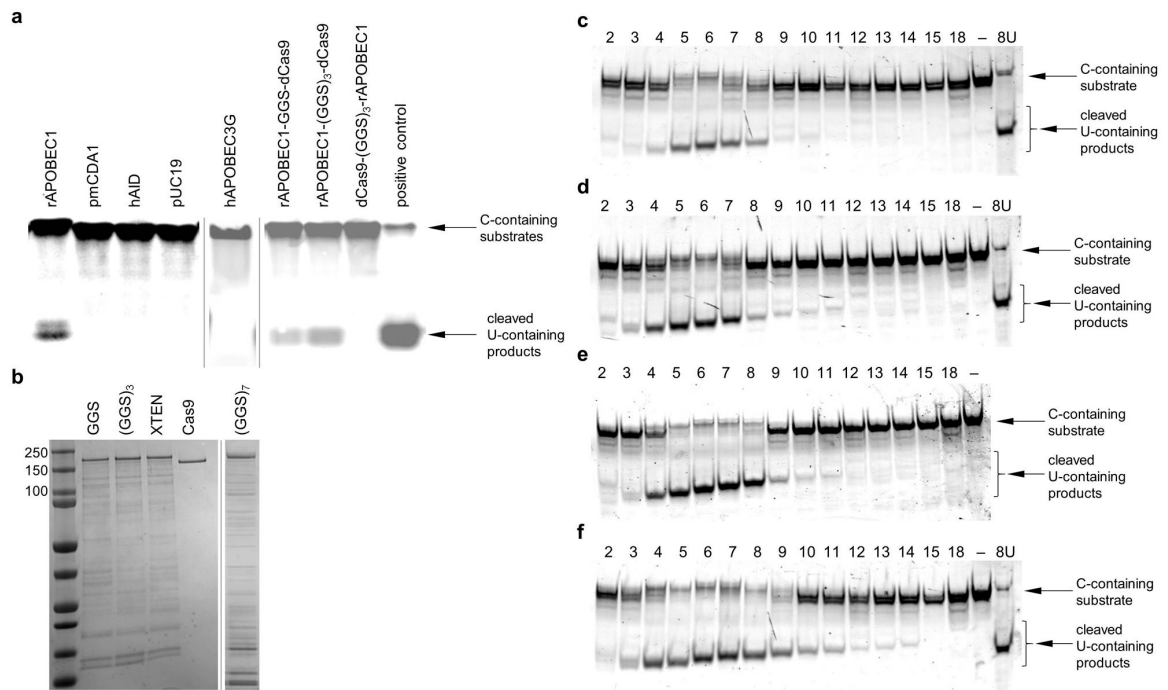 a
rAPOBEC1
pmCDA1
hAID
pUC19
hAPOBEC3G
rAPOBEC1-GGS-dCas9
rAPOBEC1-(GGS)₃-dCas9
dCas9-(GGS)₃-rAPOBEC1
positive control
C-containing
substrates
cleaved
U-containing
products
b
GGS
(GGS)₃
XTEN
Cas9
(GGS)₇
250
150
100
c
2 3 4 5 6 7 8 9 10 11 12 13 14 15 18 – 8U
C-containing
substrate
cleaved
U-containing
products
d
2 3 4 5 6 7 8 9 10 11 12 13 14 15 18 – 8U
C-containing
substrate
cleaved
U-containing
products
e
2 3 4 5 6 7 8 9 10 11 12 13 14 15 18 –
C-containing
substrate
cleaved
U-containing
products
f
2 3 4 5 6 7 8 9 10 11 12 13 14 15 18 – 8U
C-containing
substrate
cleaved
U-containing
products